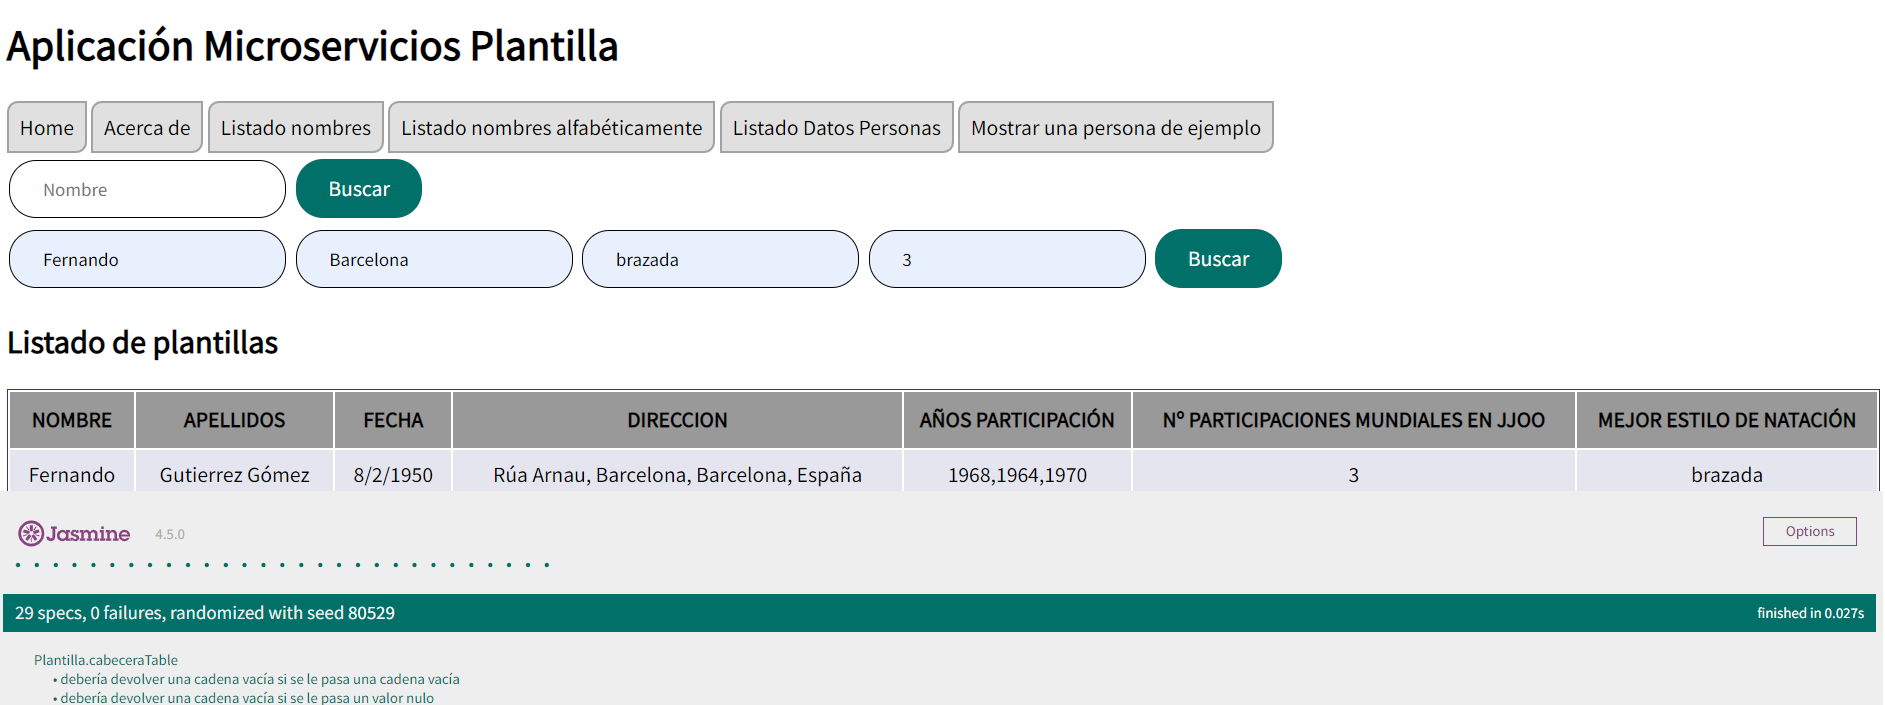 Aplicación Microservicios Plantilla
Home Acerca de Listado nombres Listado nombres alfabéticamente Listado Datos Personas Mostrar una persona de ejemplo
Nombre Buscar
Fernando Barcelona brazada 3 Buscar
Listado de plantillas
NOMBRE APELLIDOS FECHA DIRECCION AÑOS PARTICIPACIÓN Nº PARTICIPACIONES MUNDIALES EN JJOO MEJOR ESTILO DE NATACIÓN
Fernando Gutierrez Gómez 8/2/1950 Rúa Arnau, Barcelona, Barcelona, España 1968,1964,1970 3 brazada
Jasmine 4.5.0 Options
29 specs, 0 failures, randomized with seed 80529 finished in 0.027s
Plantilla.cabeceraTable
• debería devolver una cadena vacía si se le pasa una cadena vacía
• debería devolver una cadena vacía si se le pasa un valor nulo